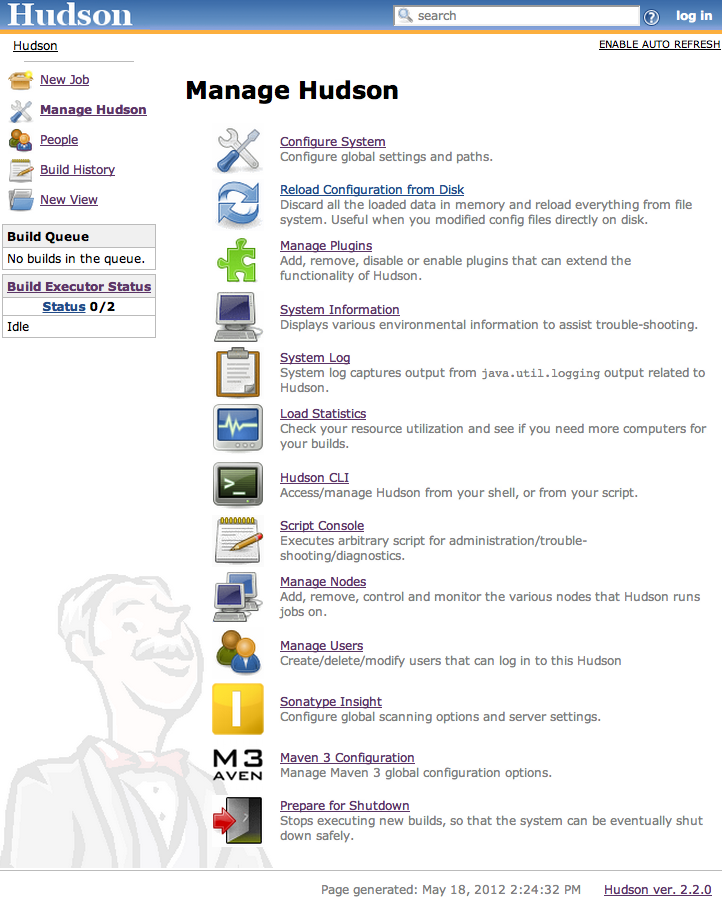 Hudson
search
?
log in
Hudson
ENABLE AUTO REFRESH
New Job
Manage Hudson
People
Build History
New View
Build Queue
No builds in the queue.
Build Executor Status
Status 0/2
Idle
Manage Hudson
Configure System
Configure global settings and paths.
Reload Configuration from Disk
Discard all the loaded data in memory and reload everything from file
system. Useful when you modified config files directly on disk.
Manage Plugins
Add, remove, disable or enable plugins that can extend the
functionality of Hudson.
System Information
Displays various environmental information to assist trouble-shooting.
System Log
System log captures output from java.util.logging output related to
Hudson.
Load Statistics
Check your resource utilization and see if you need more computers for
your builds.
>_
Hudson CLI
Access/manage Hudson from your shell, or from your script.
Script Console
Executes arbitrary script for administration/trouble-
shooting/diagnostics.
Manage Nodes
Add, remove, control and monitor the various nodes that Hudson runs
jobs on.
Manage Users
Create/delete/modify users that can log in to this Hudson
I
Sonatype Insight
Configure global scanning options and server settings.
M3
AVEN
Maven 3 Configuration
Manage Maven 3 global configuration options.
Prepare for Shutdown
Stops executing new builds, so that the system can be eventually shut
down safely.
Page generated: May 18, 2012 2:24:32 PM
Hudson ver. 2.2.0